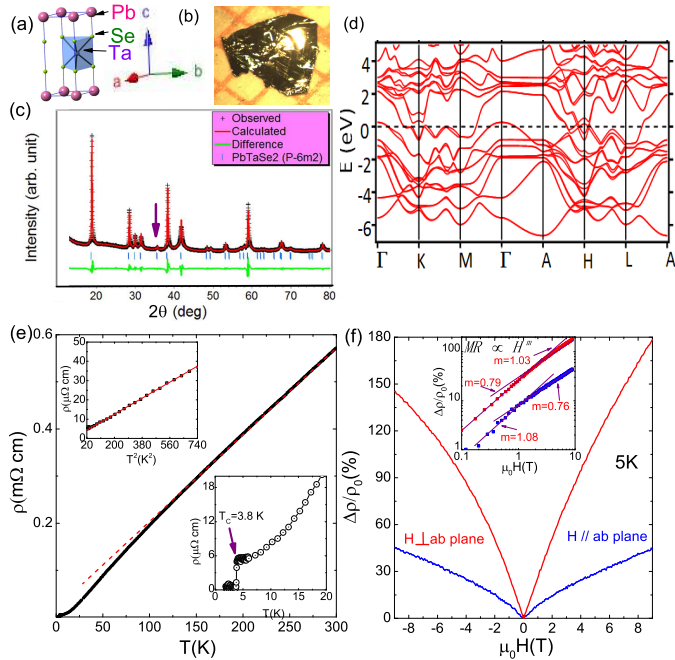 (a)
Pb
Se
Ta
c
a
b
(b)
(c)
Intensity (arb. unit)
Observed
Calculated
Difference
PbTaSe2 (P-6m2)
20 30 40 50 60 70 80
2θ (deg)
(d)
E (eV)
4
2
0
-2
-4
-6
Γ K M Γ A H L A
(e)
ρ(mΩ cm)
0.6
0.4
0.2
0 50 100 150 200 250 300
T(K)
ρ(μΩ cm)
50
40
30
20
10
0
20 200 380 560 740
T²(K²)
ρ(μΩ cm)
20
15
12
6
0
T_C=3.8 K
0 5 10 15 20
T(K)
(f)
Δρ/ρ₀(%)
180
150
120
90
60
30
0
-8 -6 -4 -2 0 2 4 6 8
μ₀H(T)
5K
H⊥ab plane
H // ab plane
MR ∝ H^m
m=1.03
m=0.79
m=0.76
m=1.08
Δρ/ρ₀(%)
100
10
1
0.1 1 10
μ₀H(T)